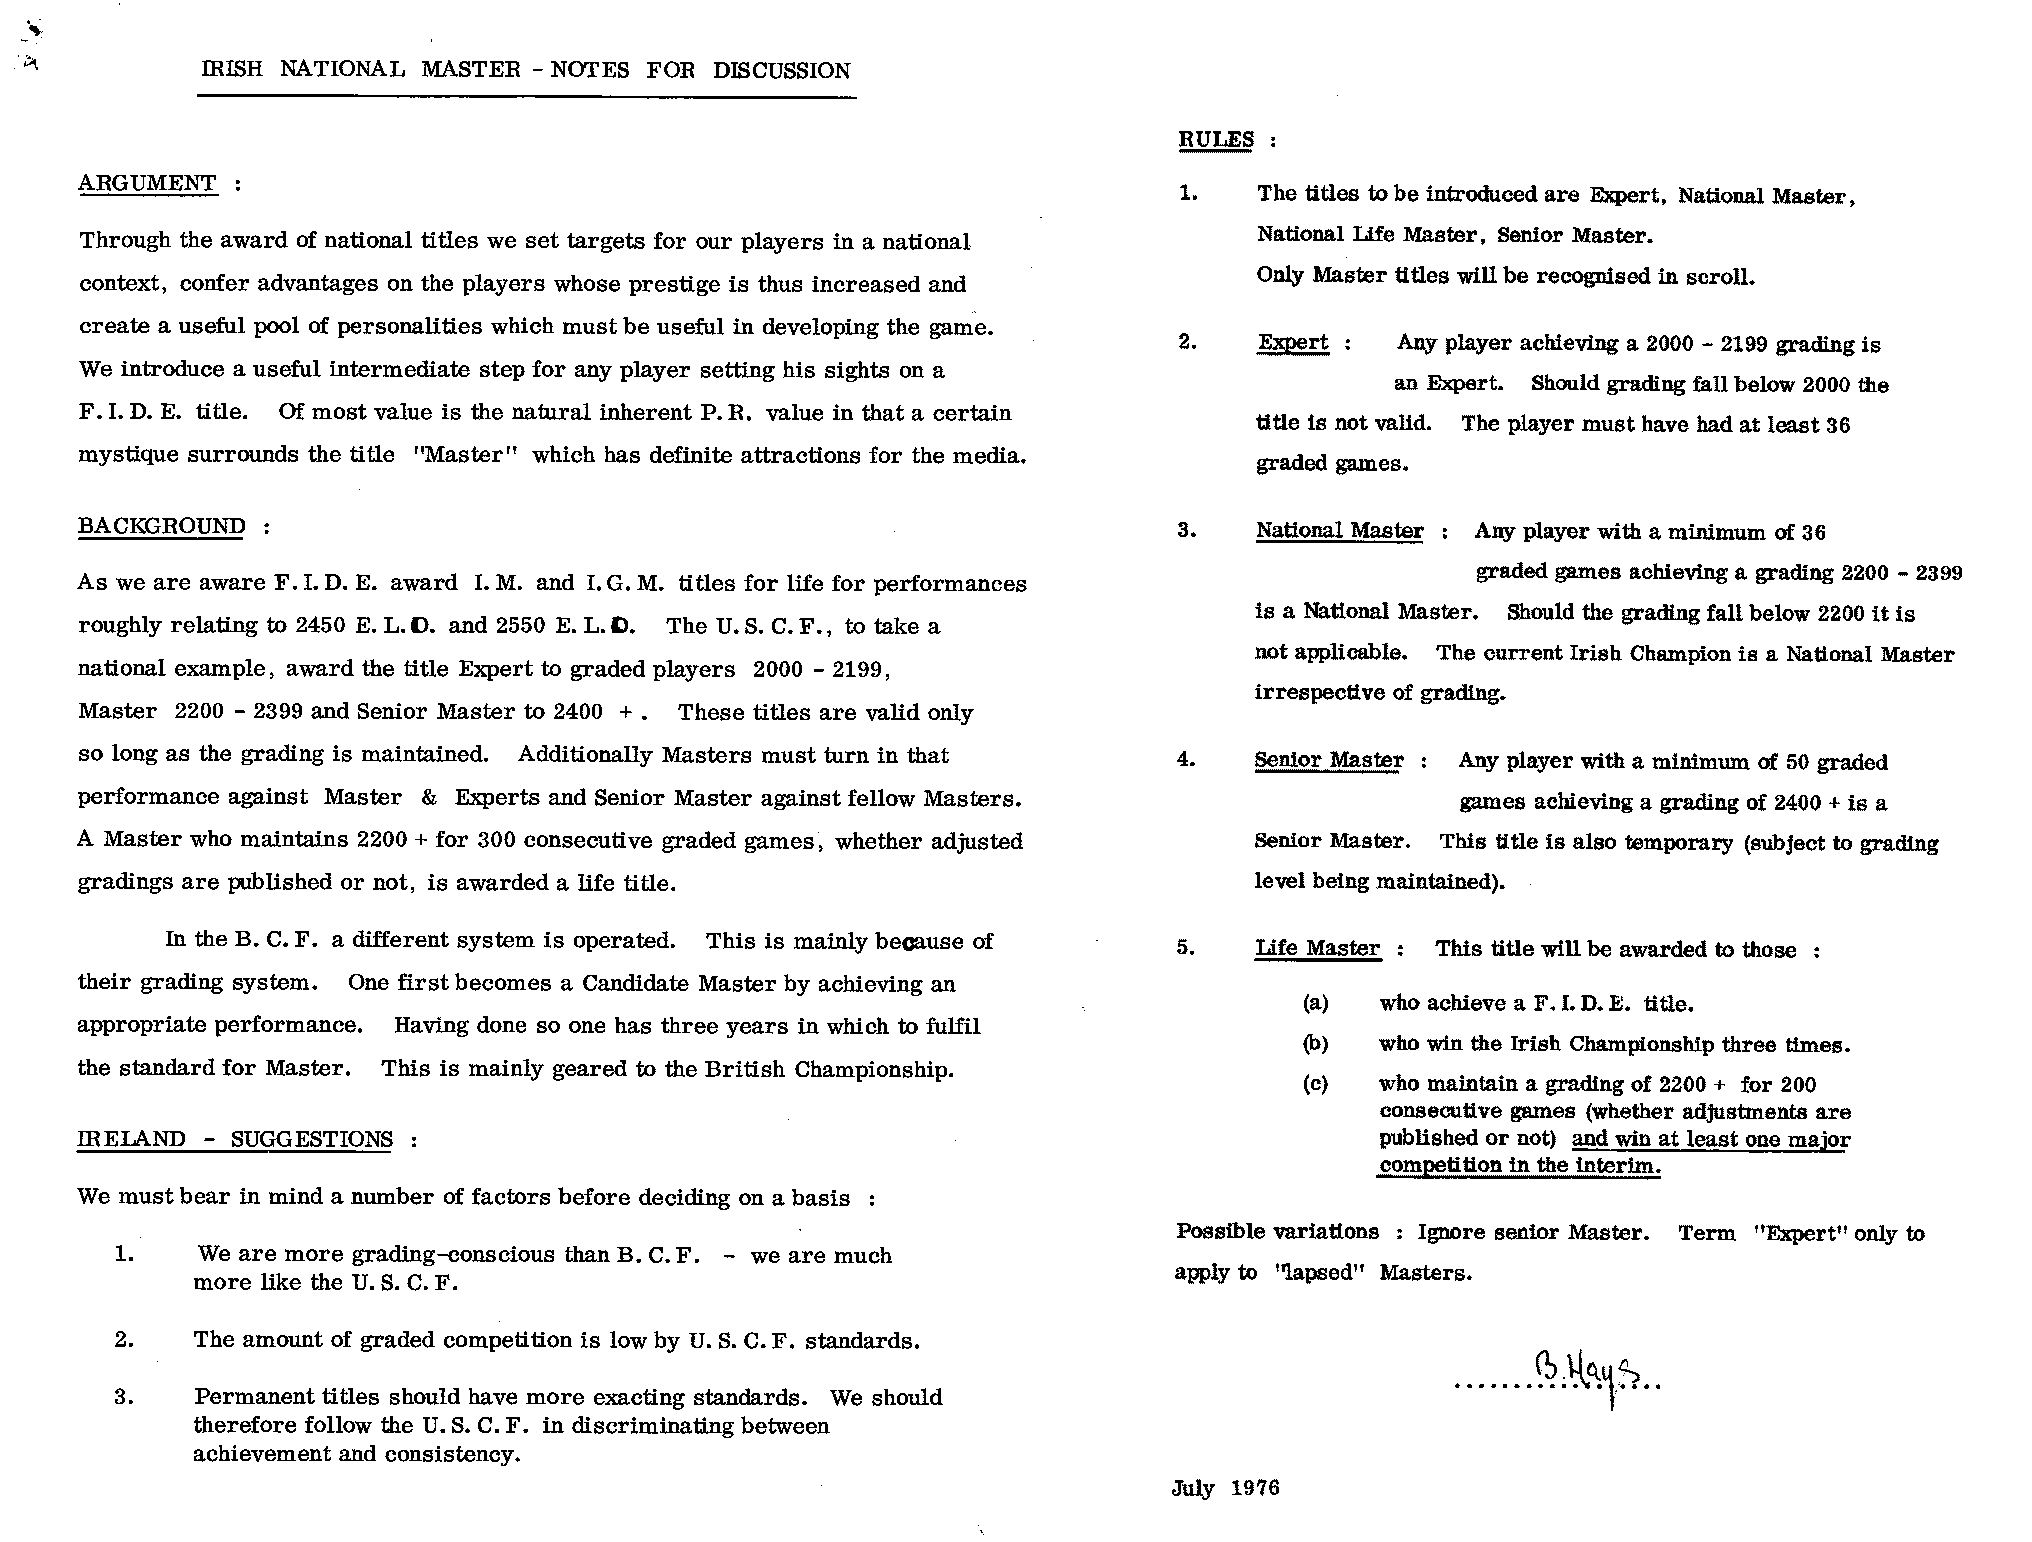 IRISH NATIONAL MASTER - NOTES FOR DISCUSSION
ARGUMENT :
Through the award of national titles we set targets for our players in a national
context, confer advantages on the players whose prestige is thus increased and
create a useful pool of personalities which must be useful in developing the game.
We introduce a useful intermediate step for any player setting his sights on a
F. I. D. E. title. Of most value is the natural inherent P. R. value in that a certain
mystique surrounds the title "Master" which has definite attractions for the media.
BACKGROUND :
As we are aware F. I. D. E. award I. M. and I. G. M. titles for life for performances
roughly relating to 2450 E. L. O. and 2550 E. L. O. The U. S. C. F., to take a
national example, award the title Expert to graded players 2000 - 2199,
Master 2200 - 2399 and Senior Master to 2400 + . These titles are valid only
so long as the grading is maintained. Additionally Masters must turn in that
performance against Master & Experts and Senior Master against fellow Masters.
A Master who maintains 2200 + for 300 consecutive graded games, whether adjusted
gradings are published or not, is awarded a life title.
In the B. C. F. a different system is operated. This is mainly because of
their grading system. One first becomes a Candidate Master by achieving an
appropriate performance. Having done so one has three years in which to fulfil
the standard for Master. This is mainly geared to the British Championship.
IRELAND - SUGGESTIONS :
We must bear in mind a number of factors before deciding on a basis :
1. We are more grading-conscious than B. C. F. - we are much
more like the U. S. C. F.
2. The amount of graded competition is low by U. S. C. F. standards.
3. Permanent titles should have more exacting standards. We should
therefore follow the U. S. C. F. in discriminating between
achievement and consistency.
RULES :
1. The titles to be introduced are Expert, National Master,
National Life Master, Senior Master.
Only Master titles will be recognised in scroll.
2. Expert : Any player achieving a 2000 - 2199 grading is
an Expert. Should grading fall below 2000 the
title is not valid. The player must have had at least 36
graded games.
3. National Master : Any player with a minimum of 36
graded games achieving a grading 2200 - 2399
is a National Master. Should the grading fall below 2200 it is
not applicable. The current Irish Champion is a National Master
irrespective of grading.
4. Senior Master : Any player with a minimum of 50 graded
games achieving a grading of 2400 + is a
Senior Master. This title is also temporary (subject to grading
level being maintained).
5. Life Master : This title will be awarded to those :
(a) who achieve a F. I. D. E. title.
(b) who win the Irish Championship three times.
(c) who maintain a grading of 2200 + for 200
consecutive games (whether adjustments are
published or not) and win at least one major
competition in the interim.
Possible variations : Ignore senior Master. Term "Expert" only to
apply to "lapsed" Masters.
B. Hays
July 1976